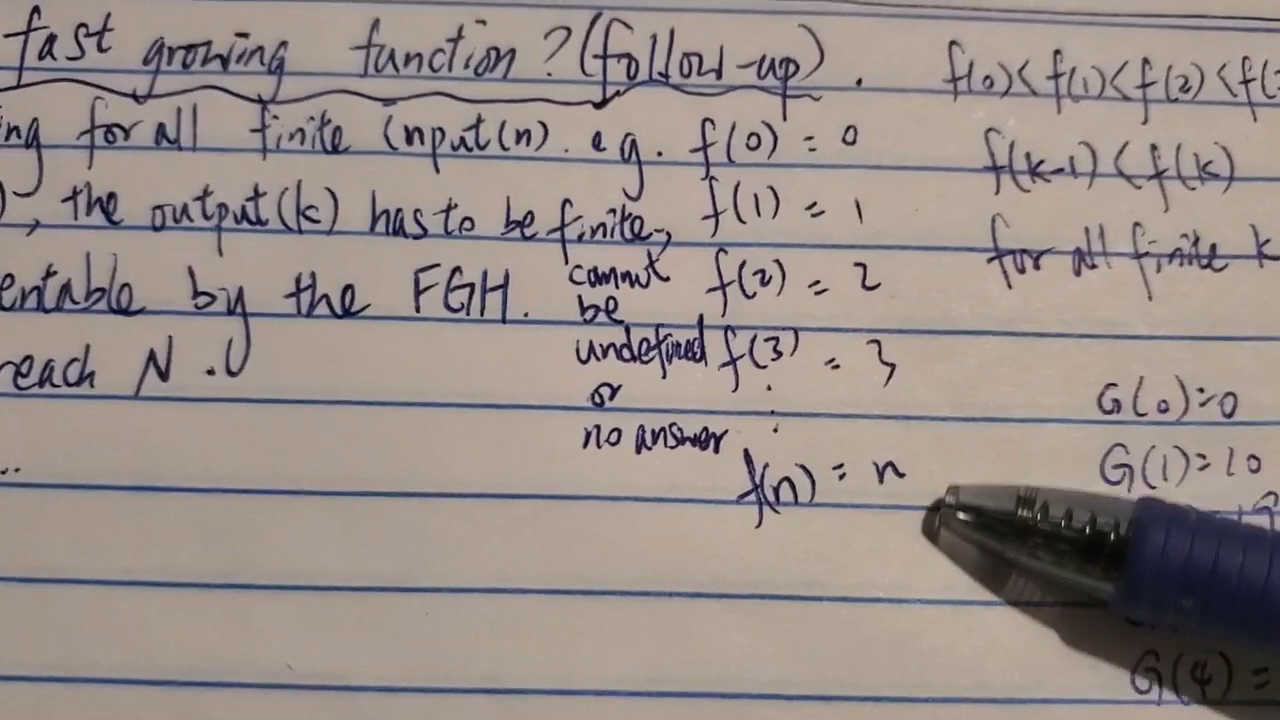 fast growing function? (follow-up).
ing for all finite input(n). e.g. f(0) = 0
), the output(k) has to be finite, f(1) = 1
cannot be undefined or no answer
entable by the FGH. f(2) = 2
reach N. f(3) = 3
⋮
.. f(n) = n
f(0)<f(1)<f(2)<f(
f(k-1)<f(k)
for all finite k
G(0)=0
G(1)=10
G(4)=